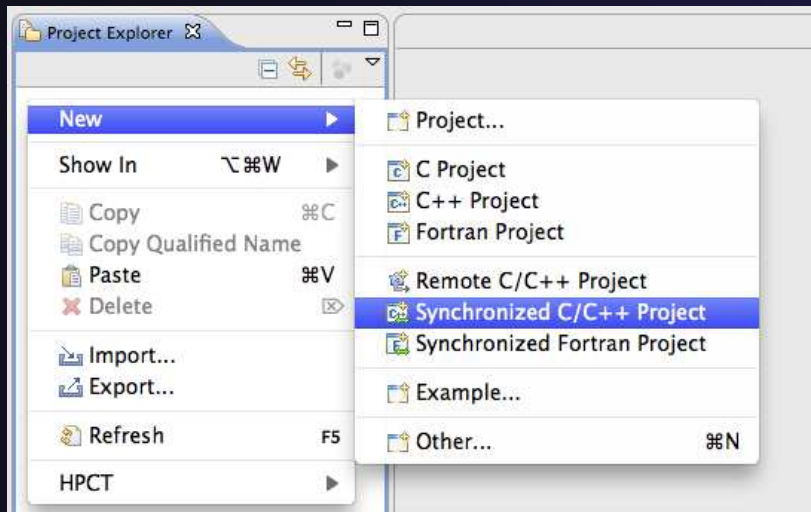 Project Explorer
New
Show In ⌥⌘W
Copy ⌘C
Copy Qualified Name
Paste ⌘V
Delete ⌦
Import...
Export...
Refresh F5
HPCT
Project...
C Project
C++ Project
Fortran Project
Remote C/C++ Project
Synchronized C/C++ Project
Synchronized Fortran Project
Example...
Other... ⌘N